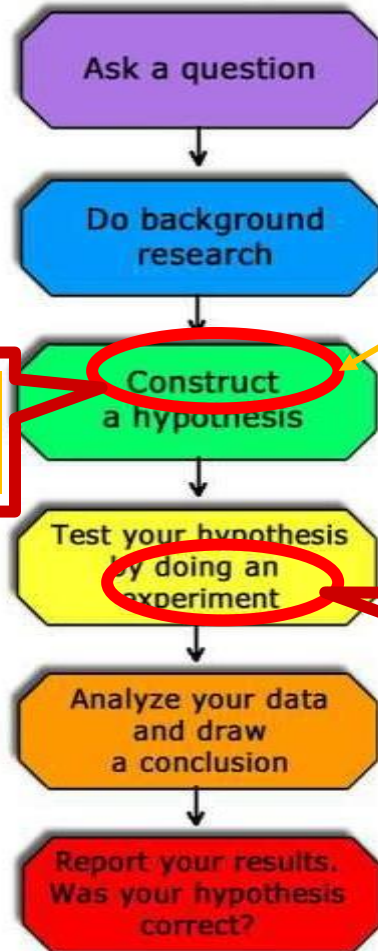 Ask a question
Do background
research
Construct
a hypothesis
Test your hypothesis
by doing an
experiment
Analyze your data
and draw
a conclusion
Report your results.
Was your hypothesis
correct?